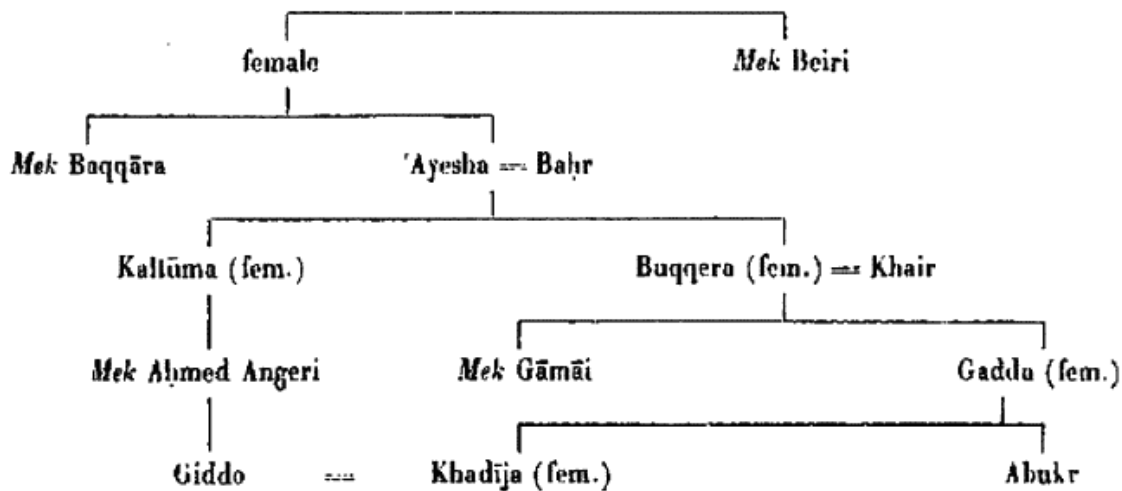 female Mek Beiri
Mek Baqqāra 'Ayesha = Baḥr
Kaltūma (fem.) Buqqera (fem.) = Khair
Mek Aḥmed Angeri Mek Gāmāi Gaddu (fem.)
Giddo = Khadīja (fem.) Abukr